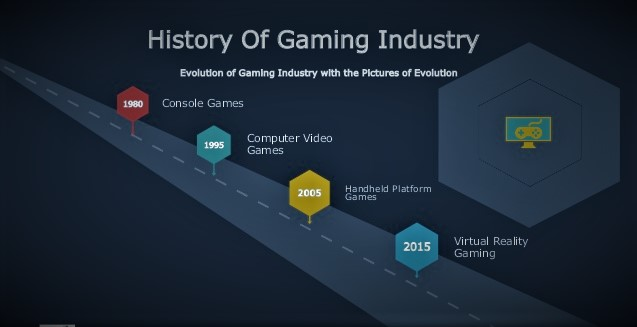 History Of Gaming Industry
Evolution of Gaming Industry with the Pictures of Evolution
1980
Console Games
1995
Computer Video
Games
2005
Handheld Platform
Games
2015
Virtual Reality
Gaming